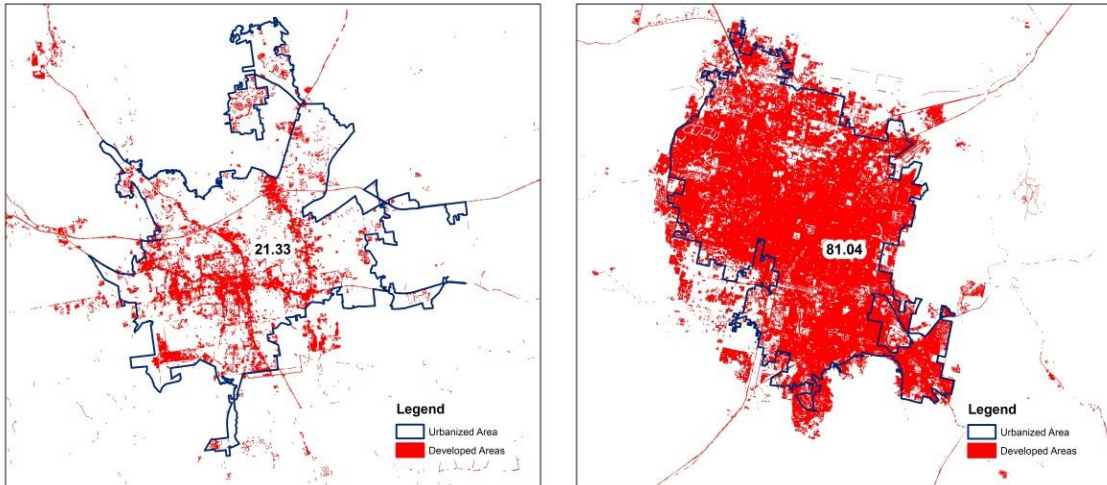 21.33
Legend
Urbanized Area
Developed Areas
81.04
Legend
Urbanized Area
Developed Areas